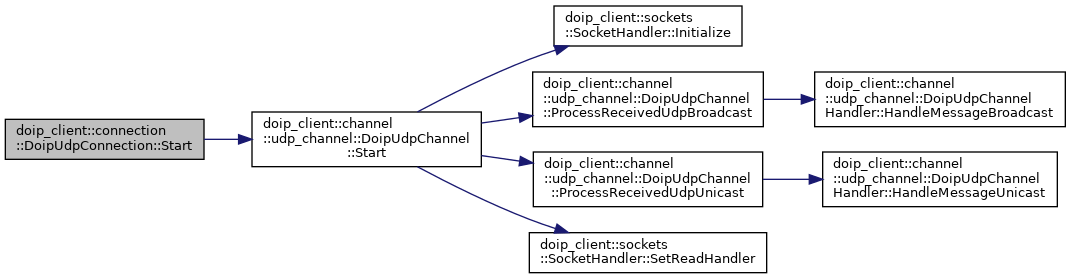 doip_client::connection
::DoipUdpConnection::Start
doip_client::channel
::udp_channel::DoipUdpChannel
::Start
doip_client::sockets
::SocketHandler::Initialize
doip_client::channel
::udp_channel::DoipUdpChannel
::ProcessReceivedUdpBroadcast
doip_client::channel
::udp_channel::DoipUdpChannel
Handler::HandleMessageBroadcast
doip_client::channel
::udp_channel::DoipUdpChannel
::ProcessReceivedUdpUnicast
doip_client::channel
::udp_channel::DoipUdpChannel
Handler::HandleMessageUnicast
doip_client::sockets
::SocketHandler::SetReadHandler